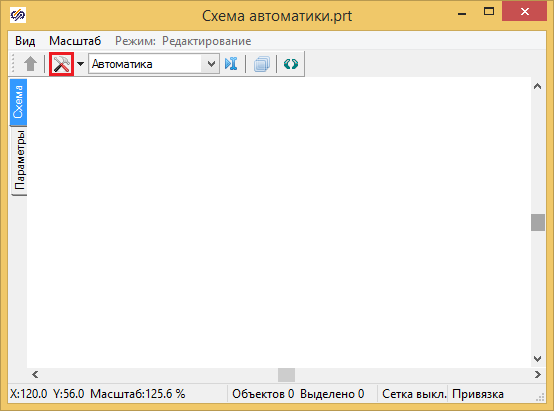 Схема автоматики.prt
Вид Масштаб Режим: Редактирование
Автоматика
Схема
Параметры
X:120.0 Y:56.0 Масштаб:125.6 % Объектов 0 Выделено 0 Сетка выкл. Привязка